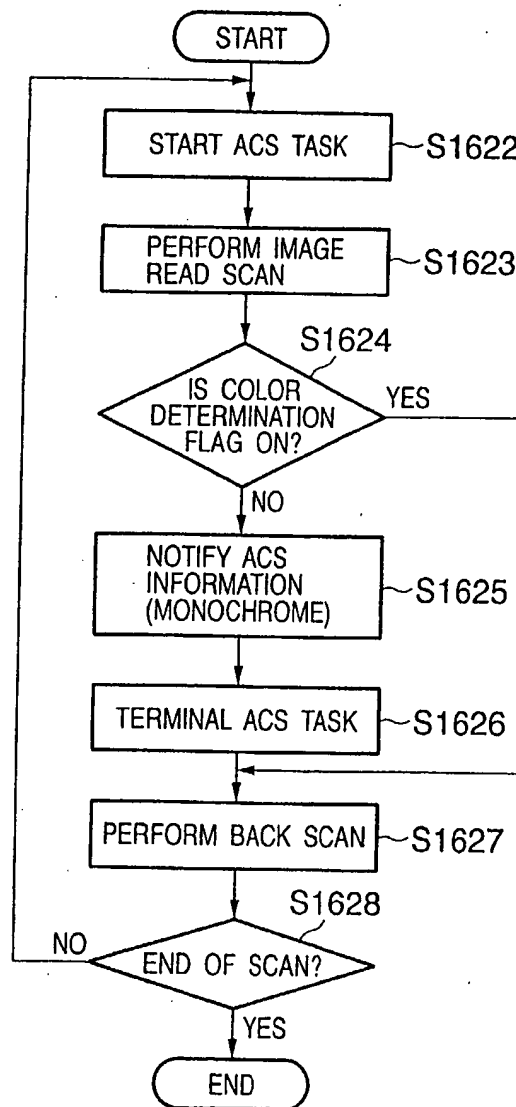 START
START ACS TASK
S1622
PERFORM IMAGE
READ SCAN
S1623
S1624
IS COLOR
DETERMINATION
FLAG ON?
YES
NO
NOTIFY ACS
INFORMATION
(MONOCHROME)
S1625
TERMINAL ACS TASK
S1626
PERFORM BACK SCAN
S1627
S1628
NO
END OF SCAN?
YES
END